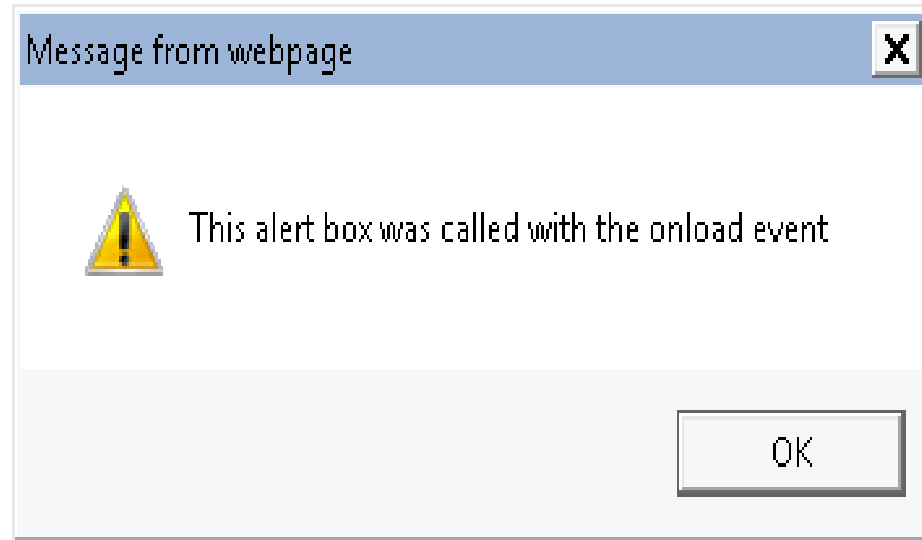 Message from webpage
This alert box was called with the onload event
OK